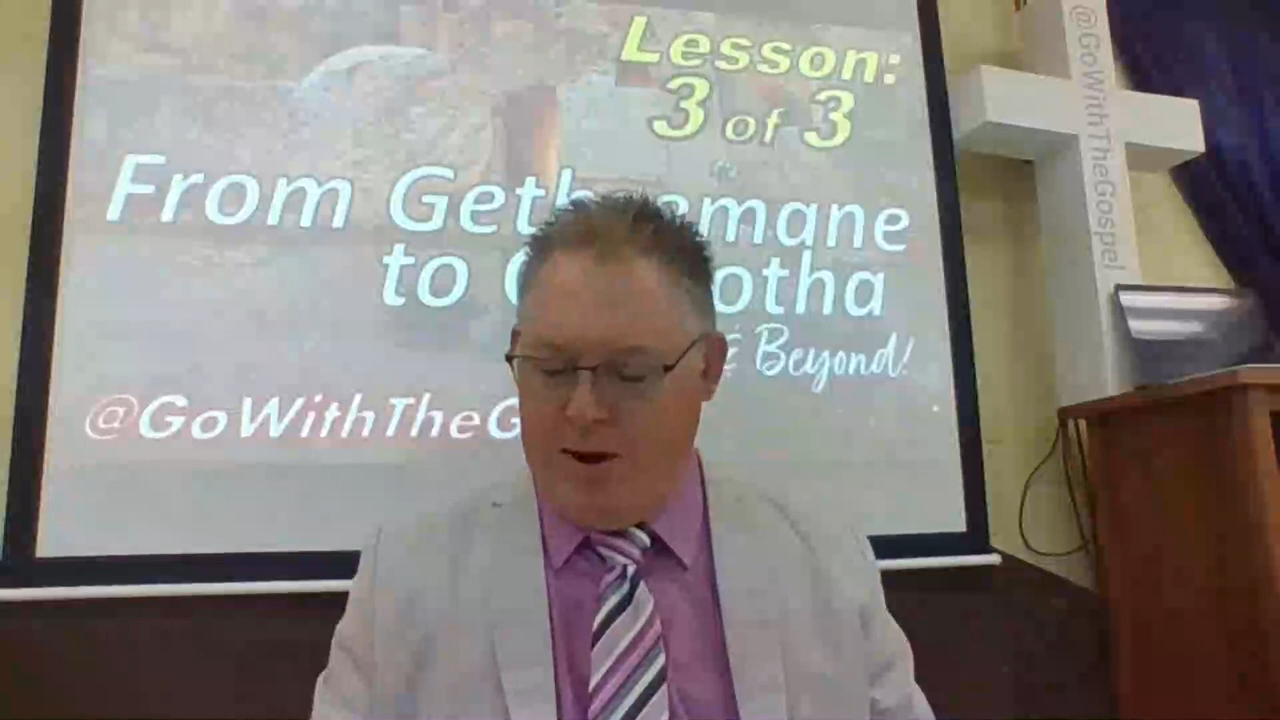 Lesson:
3 of 3
From Geth emane
to G otha
& Beyond!
@GoWithTheG
@GoWithTheGospel